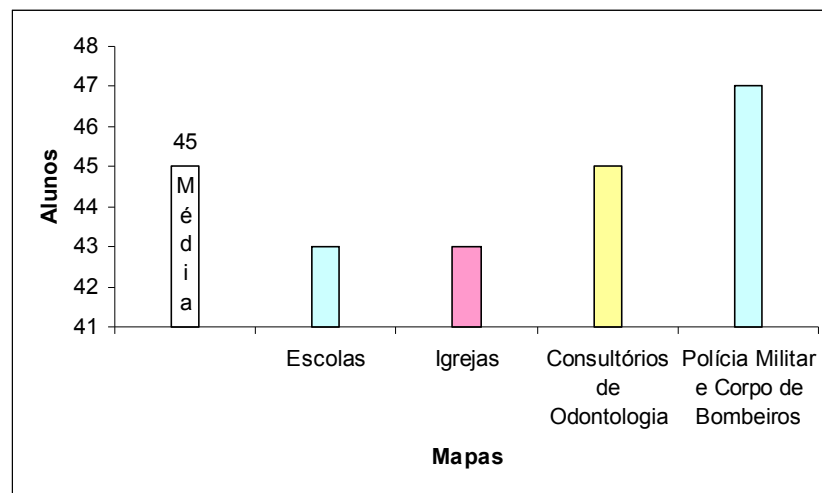 48
47
46
45
44
43
42
41
Alunos
45
Média
Escolas
Igrejas
Consultórios
de
Odontologia
Polícia Militar
e Corpo de
Bombeiros
Mapas